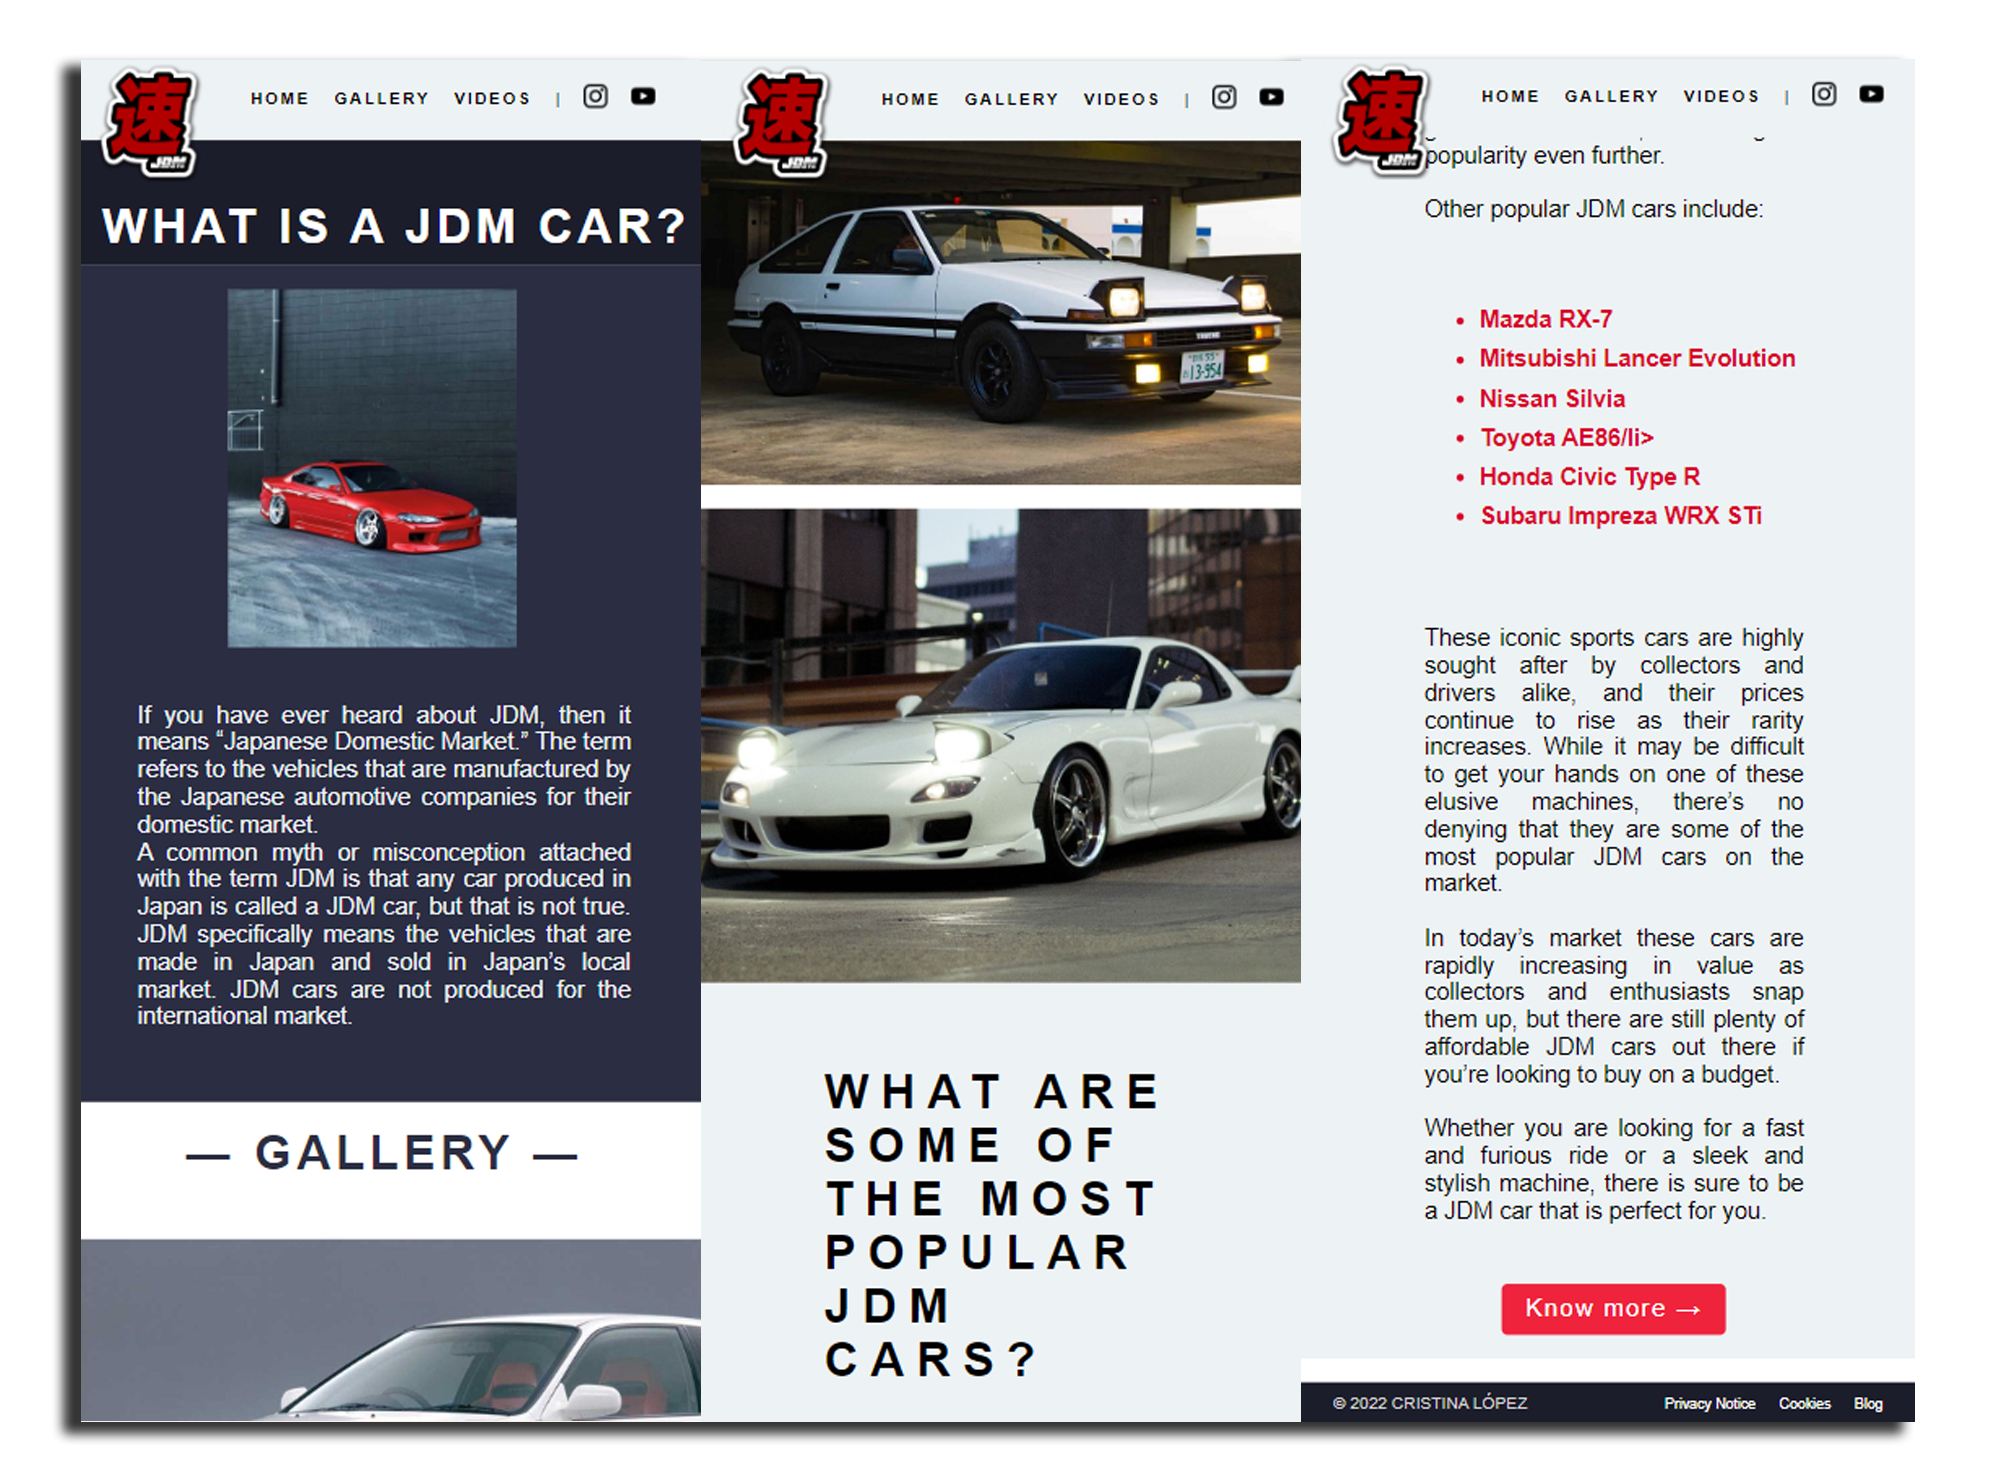 速
JDM
HOME GALLERY VIDEOS |
WHAT IS A JDM CAR?
If you have ever heard about JDM, then it
means “Japanese Domestic Market.” The term
refers to the vehicles that are manufactured by
the Japanese automotive companies for their
domestic market.
A common myth or misconception attached
with the term JDM is that any car produced in
Japan is called a JDM car, but that is not true.
JDM specifically means the vehicles that are
made in Japan and sold in Japan’s local
market. JDM cars are not produced for the
international market.
— GALLERY —
速
JDM
HOME GALLERY VIDEOS |
13-954
WHAT ARE
SOME OF
THE MOST
POPULAR
JDM
CARS?
速
JDM
HOME GALLERY VIDEOS |
popularity even further.
Other popular JDM cars include:
• Mazda RX-7
• Mitsubishi Lancer Evolution
• Nissan Silvia
• Toyota AE86/li>
• Honda Civic Type R
• Subaru Impreza WRX STi
These iconic sports cars are highly
sought after by collectors and
drivers alike, and their prices
continue to rise as their rarity
increases. While it may be difficult
to get your hands on one of these
elusive machines, there’s no
denying that they are some of the
most popular JDM cars on the
market.
In today’s market these cars are
rapidly increasing in value as
collectors and enthusiasts snap
them up, but there are still plenty of
affordable JDM cars out there if
you’re looking to buy on a budget.
Whether you are looking for a fast
and furious ride or a sleek and
stylish machine, there is sure to be
a JDM car that is perfect for you.
Know more →
© 2022 CRISTINA LÓPEZ Privacy Notice Cookies Blog